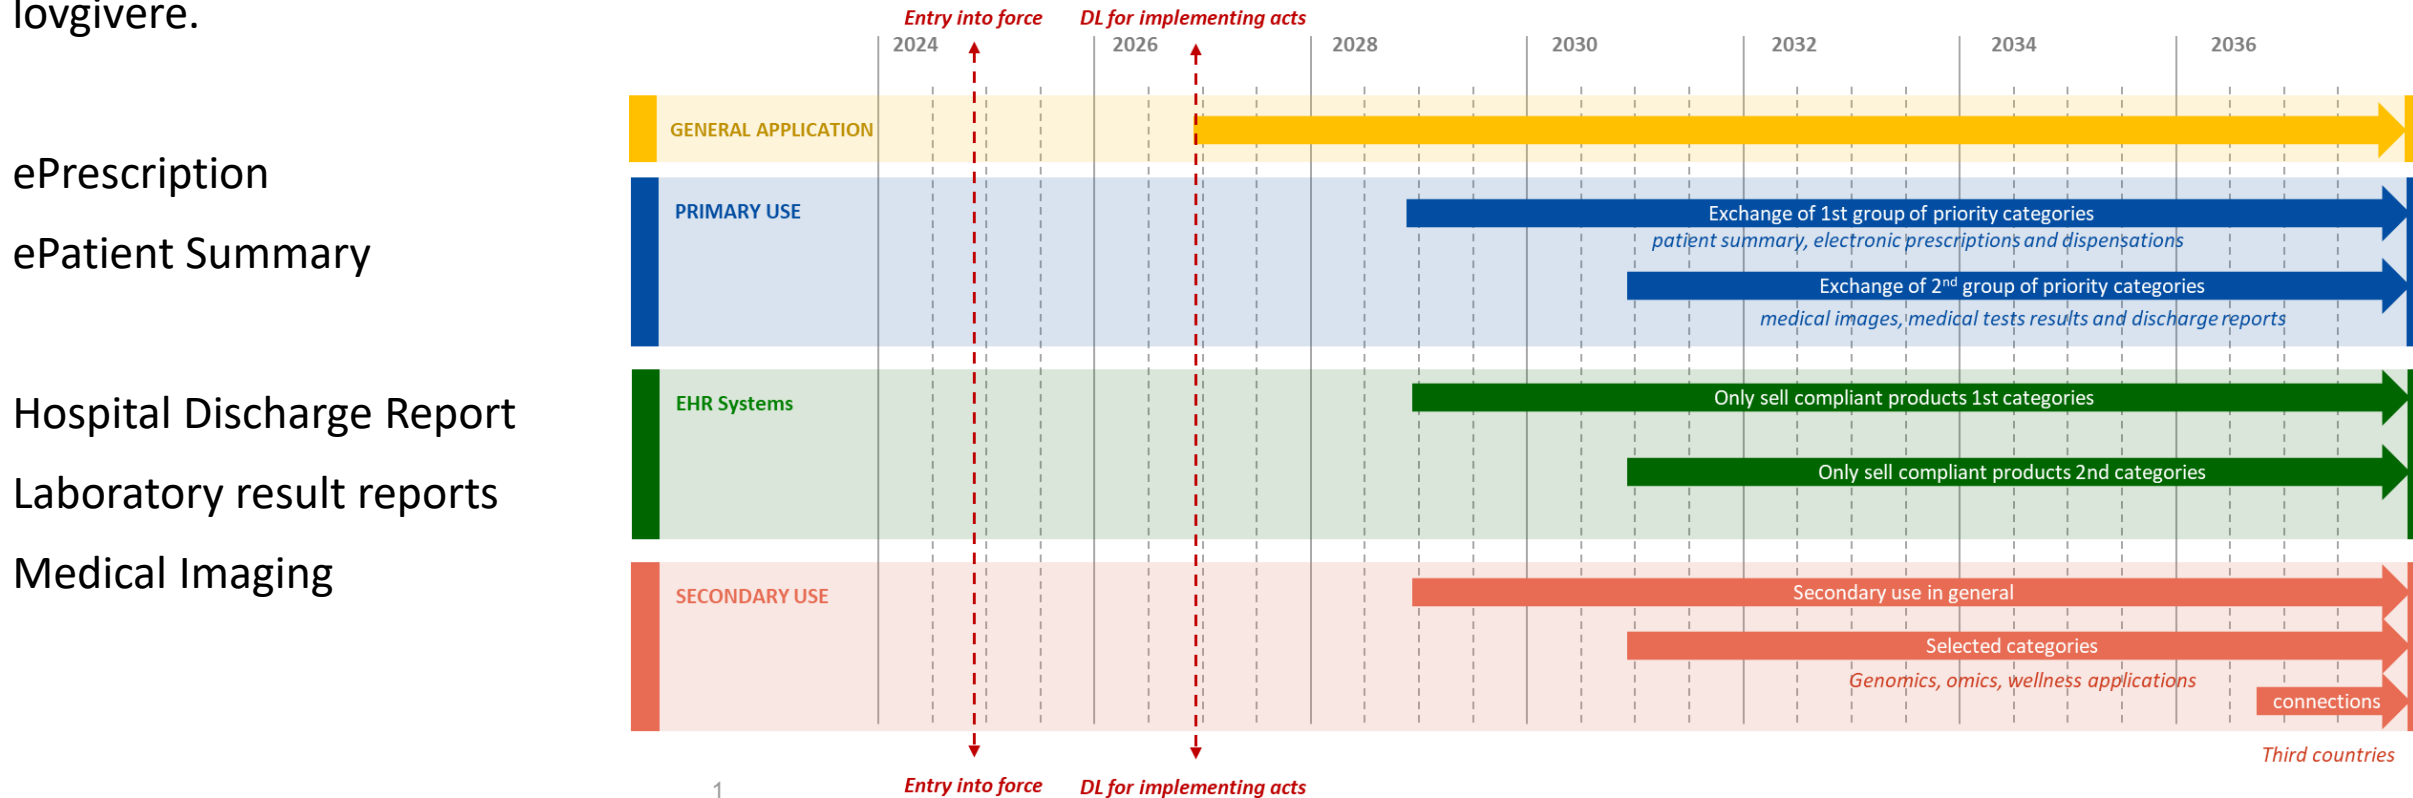 lovgivere.
ePrescription
ePatient Summary
Hospital Discharge Report
Laboratory result reports
Medical Imaging
Entry into force
DL for implementing acts
2024
2026
2028
2030
2032
2034
2036
GENERAL APPLICATION
PRIMARY USE
Exchange of 1st group of priority categories
patient summary, electronic prescriptions and dispensations
Exchange of 2nd group of priority categories
medical images, medical tests results and discharge reports
EHR Systems
Only sell compliant products 1st categories
Only sell compliant products 2nd categories
SECONDARY USE
Secondary use in general
Selected categories
Genomics, omics, wellness applications
connections
Third countries
Entry into force
DL for implementing acts
1